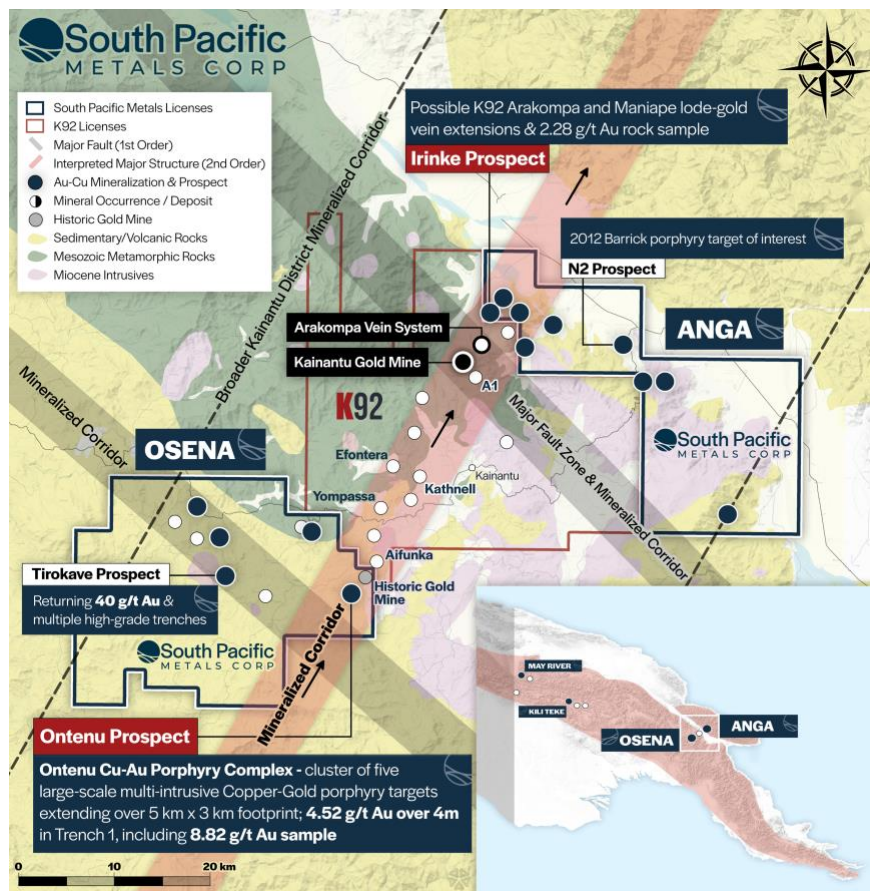 South Pacific
METALS CORP
South Pacific Metals Licenses
K92 Licenses
Major Fault (1st Order)
Interpreted Major Structure (2nd Order)
Au-Cu Mineralization & Prospect
Mineral Occurrence / Deposit
Historic Gold Mine
Sedimentary/Volcanic Rocks
Mesozoic Metamorphic Rocks
Miocene Intrusives
Possible K92 Arakompa and Maniape lode-gold
vein extensions & 2.28 g/t Au rock sample
Irinke Prospect
Broader Kainantu District Mineralized Corridor
2012 Barrick porphyry target of interest
N2 Prospect
ANGA
Arakompa Vein System
Kainantu Gold Mine
A1
K92
Mineralized Corridor
OSENA
Major Fault Zone & Mineralized Corridor
South Pacific
METALS CORP
Efontera
Kainantu
Yompassa
Kathnell
Aifunka
Tirokave Prospect
Historic Gold
Mine
Returning 40 g/t Au &
multiple high-grade trenches
South Pacific
METALS CORP
Mineralized Corridor
MAY RIVER
KILI TEKE
OSENA
ANGA
Ontenu Prospect
Ontenu Cu-Au Porphyry Complex - cluster of five
large-scale multi-intrusive Copper-Gold porphyry targets
extending over 5 km x 3 km footprint; 4.52 g/t Au over 4m
in Trench 1, including 8.82 g/t Au sample
0 10 20 km